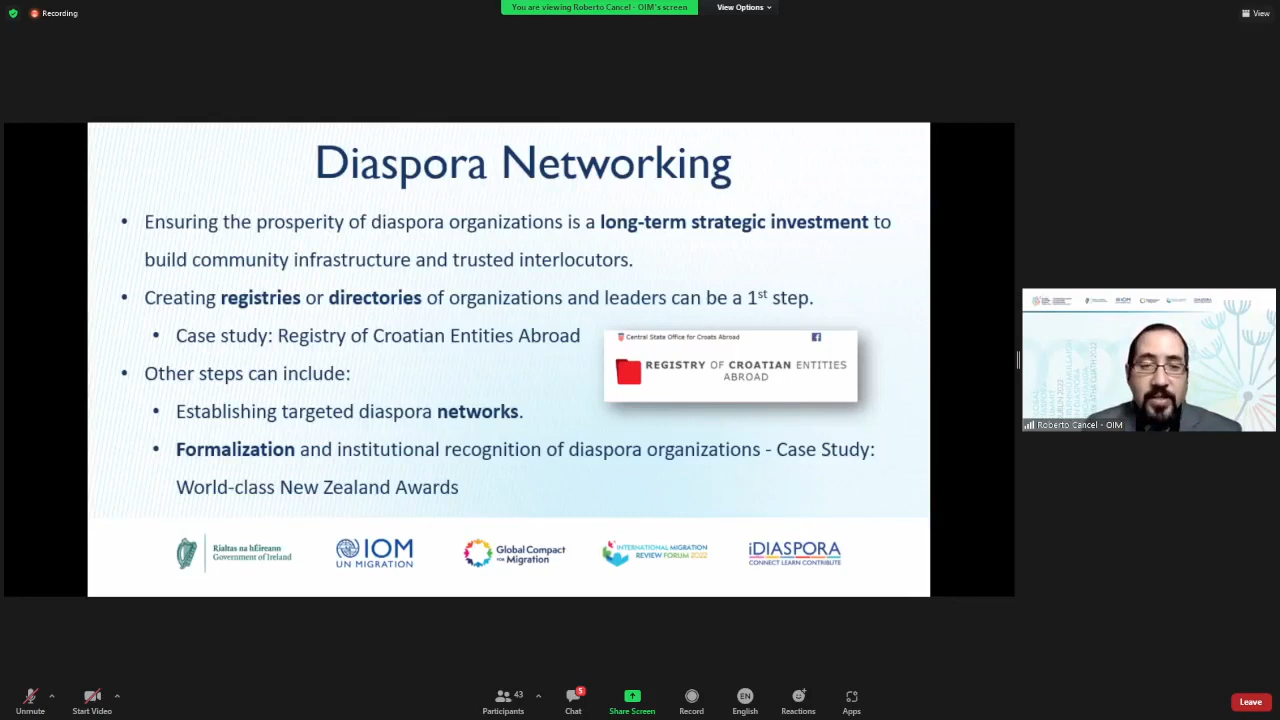 Recording
You are viewing Roberto Cancel - OIM's screen
View Options
View
Diaspora Networking
• Ensuring the prosperity of diaspora organizations is a long-term strategic investment to
build community infrastructure and trusted interlocutors.
• Creating registries or directories of organizations and leaders can be a 1st step.
• Case study: Registry of Croatian Entities Abroad
Central State Office for Croats Abroad
REGISTRY OF CROATIAN ENTITIES
ABROAD
• Other steps can include:
• Establishing targeted diaspora networks.
• Formalization and institutional recognition of diaspora organizations - Case Study:
World-class New Zealand Awards
Rialtas na hÉireann
Government of Ireland
IOM
UN MIGRATION
Global Compact
FOR Migration
INTERNATIONAL MIGRATION
REVIEW FORUM 2022
iDIASPORA
CONNECT LEARN CONTRIBUTE
Roberto Cancel - OIM
Unmute
Start Video
43
Participants
5
Chat
Share Screen
Record
EN
English
Reactions
Apps
Leave